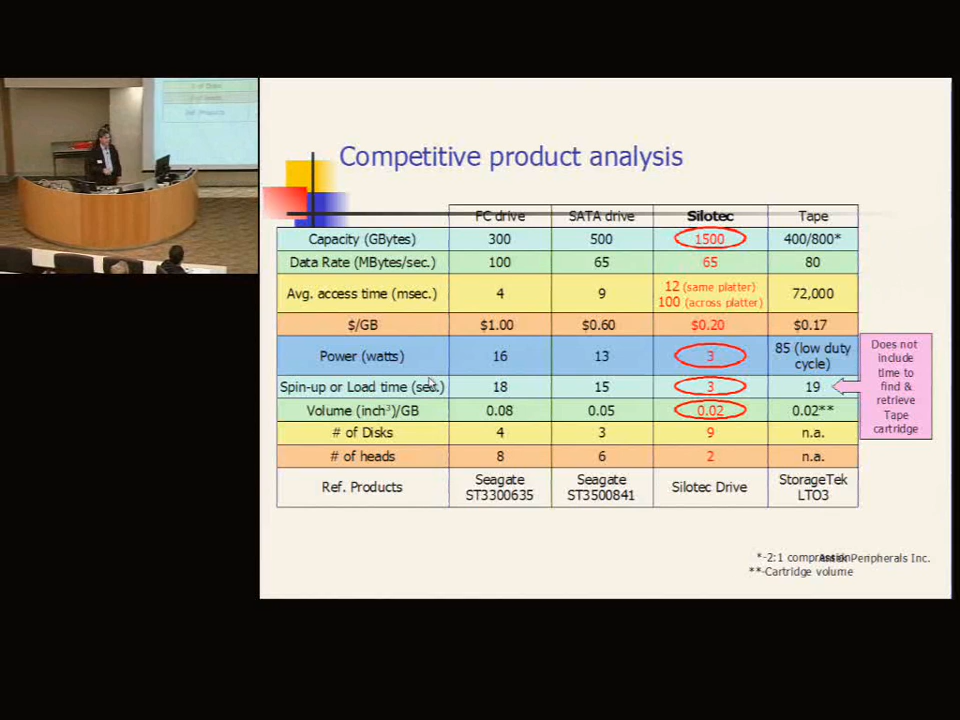 Competitive product analysis
FC drive SATA drive Silotec Tape
Capacity (GBytes) 300 500 1500 400/800*
Data Rate (MBytes/sec.) 100 65 65 80
Avg. access time (msec.) 4 9 12 (same platter) 72,000
100 (across platter)
$/GB $1.00 $0.60 $0.20 $0.17
Power (watts) 16 13 3 85 (low duty
cycle)
Spin-up or Load time (sec.) 18 15 3 19
Volume (inch³)/GB 0.08 0.05 0.02 0.02**
# of Disks 4 3 9 n.a.
# of heads 8 6 2 n.a.
Ref. Products Seagate Seagate Silotec Drive StorageTek
ST3300635 ST3500841 LTO3
Does not
include
time to
find &
retrieve
Tape
cartridge
*-2:1 compression
Peripherals Inc.
**-Cartridge volume